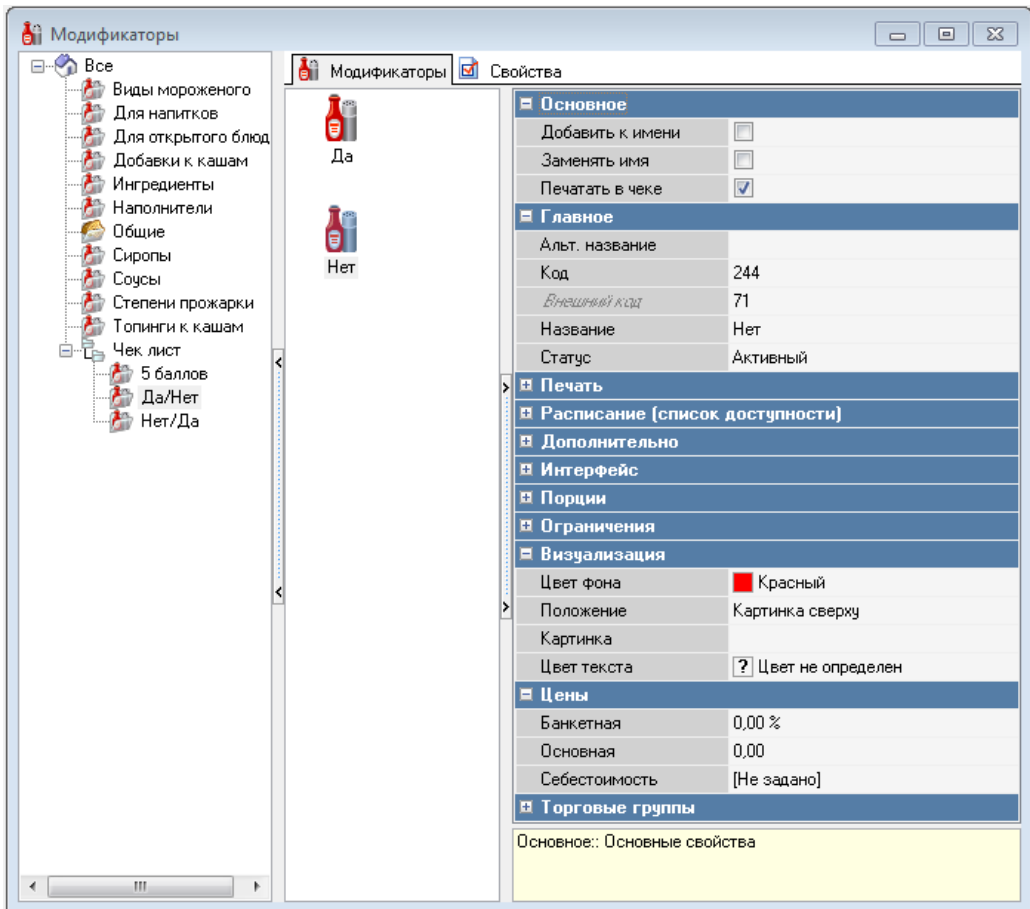 Модификаторы
Все
Виды мороженого
Для напитков
Для открытого блюд
Добавки к кашам
Ингредиенты
Наполнители
Общие
Сиропы
Соусы
Степени прожарки
Топинги к кашам
Чек лист
5 баллов
Да/Нет
Нет/Да
Модификаторы Свойства
Да
Нет
Основное
Добавить к имени
Заменять имя
Печатать в чеке
Главное
Альт. название
Код 244
Внешний код 71
Название Нет
Статус Активный
Печать
Расписание (список доступности)
Дополнительно
Интерфейс
Порции
Ограничения
Визуализация
Цвет фона Красный
Положение Картинка сверху
Картинка
Цвет текста ? Цвет не определен
Цены
Банкетная 0,00 %
Основная 0,00
Себестоимость [Не задано]
Торговые группы
Основное:: Основные свойства